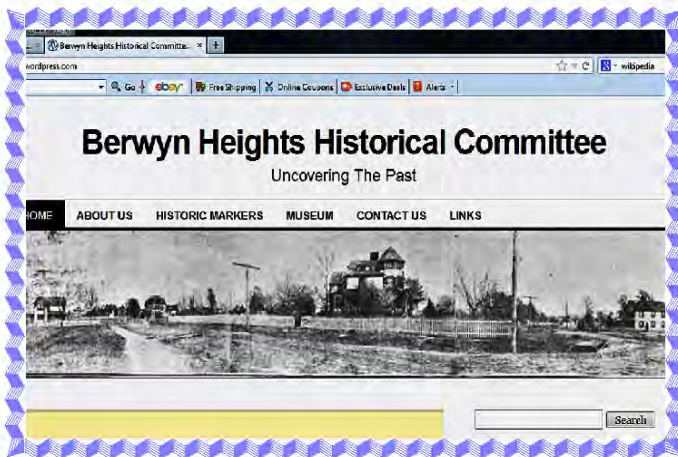 Berwyn Heights Historical Committe... × +
wordpress.com
wikipedia
Go ebay Free Shipping Online Coupons Exclusive Deals Alerts
Berwyn Heights Historical Committee
Uncovering The Past
HOME ABOUT US HISTORIC MARKERS MUSEUM CONTACT US LINKS
Search